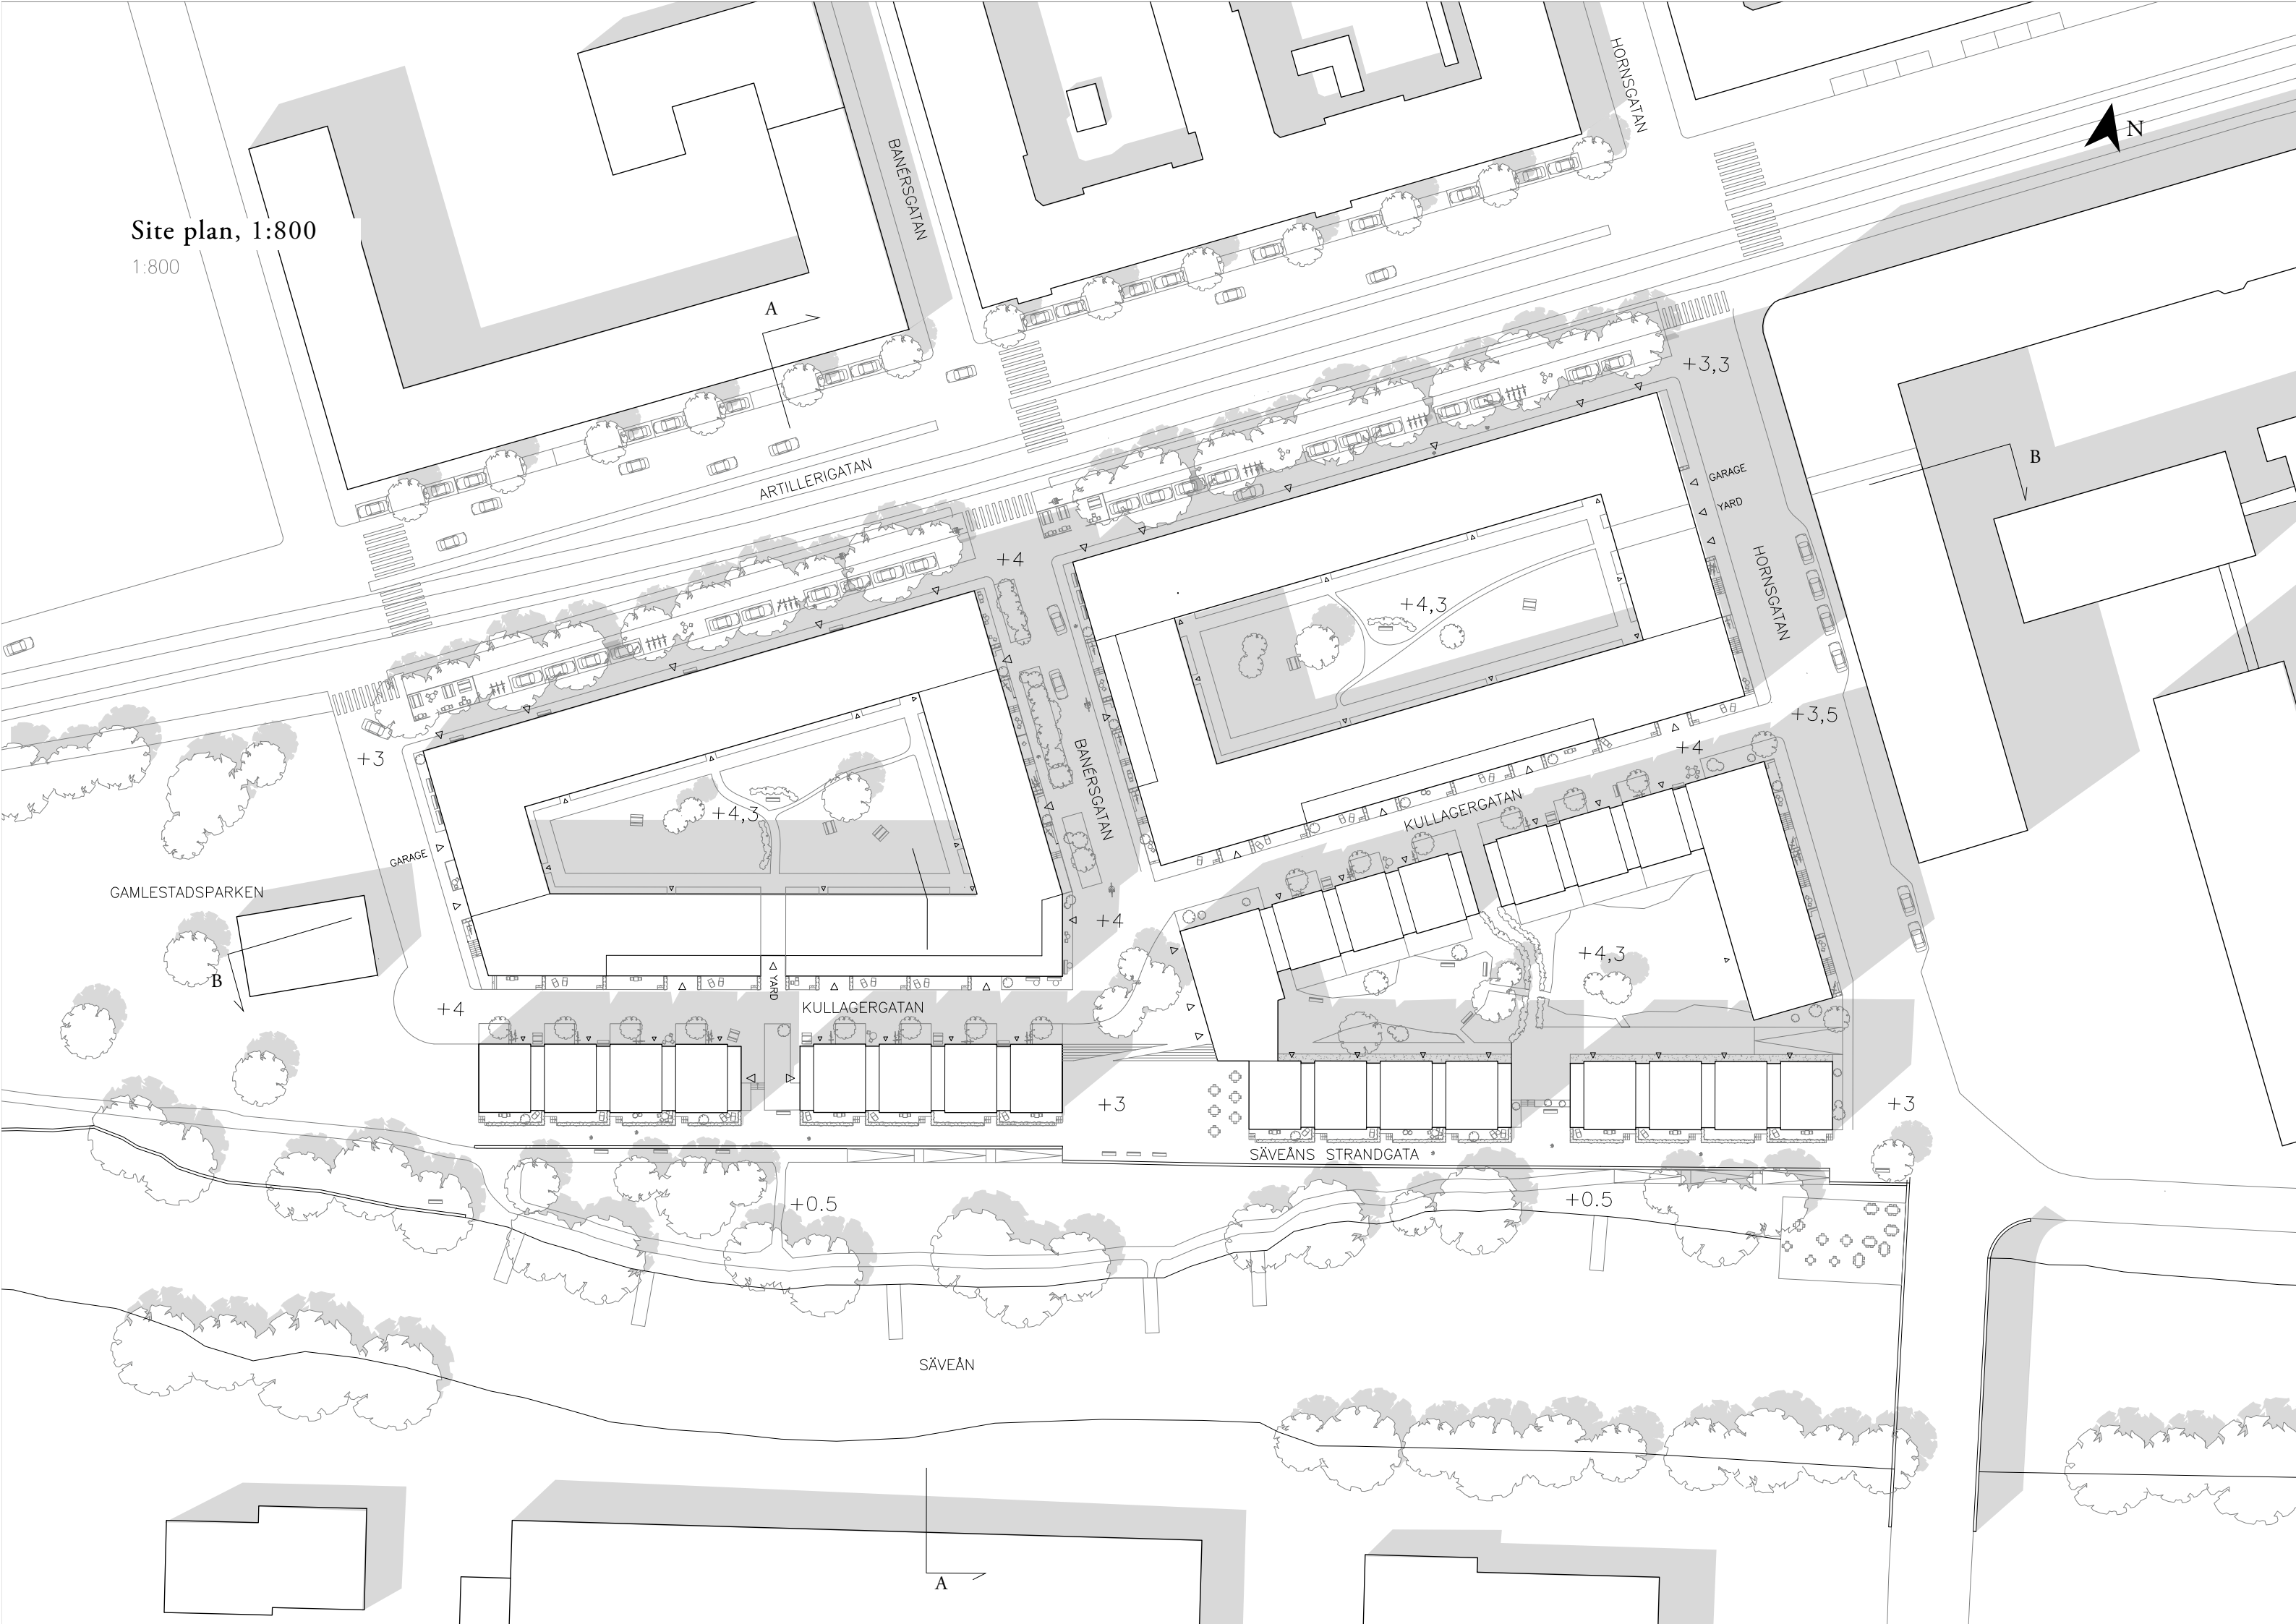 HORNSGATAN
N
BANÉRSGATAN
Site plan, 1:800
1:800
A
+3,3
B
ARTILLERIGATAN
GARAGE
YARD
+4
HORNSGATAN
+4,3
+3,5
+3
+4
BANÉRSGATAN
KULLAGERGATAN
+4,3
GARAGE
GAMLESTADSPARKEN
+4
+4,3
B
YARD
+4
KULLAGERGATAN
+3
+3
SÄVEÅNS STRANDGATA
+0.5
+0.5
SÄVEÅN
A